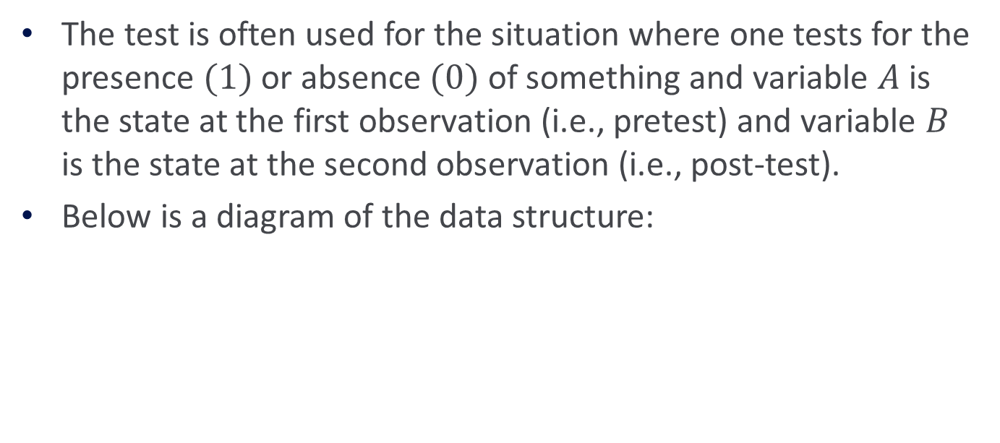 • The test is often used for the situation where one tests for the
presence (1) or absence (0) of something and variable A is
the state at the first observation (i.e., pretest) and variable B
is the state at the second observation (i.e., post-test).
• Below is a diagram of the data structure: